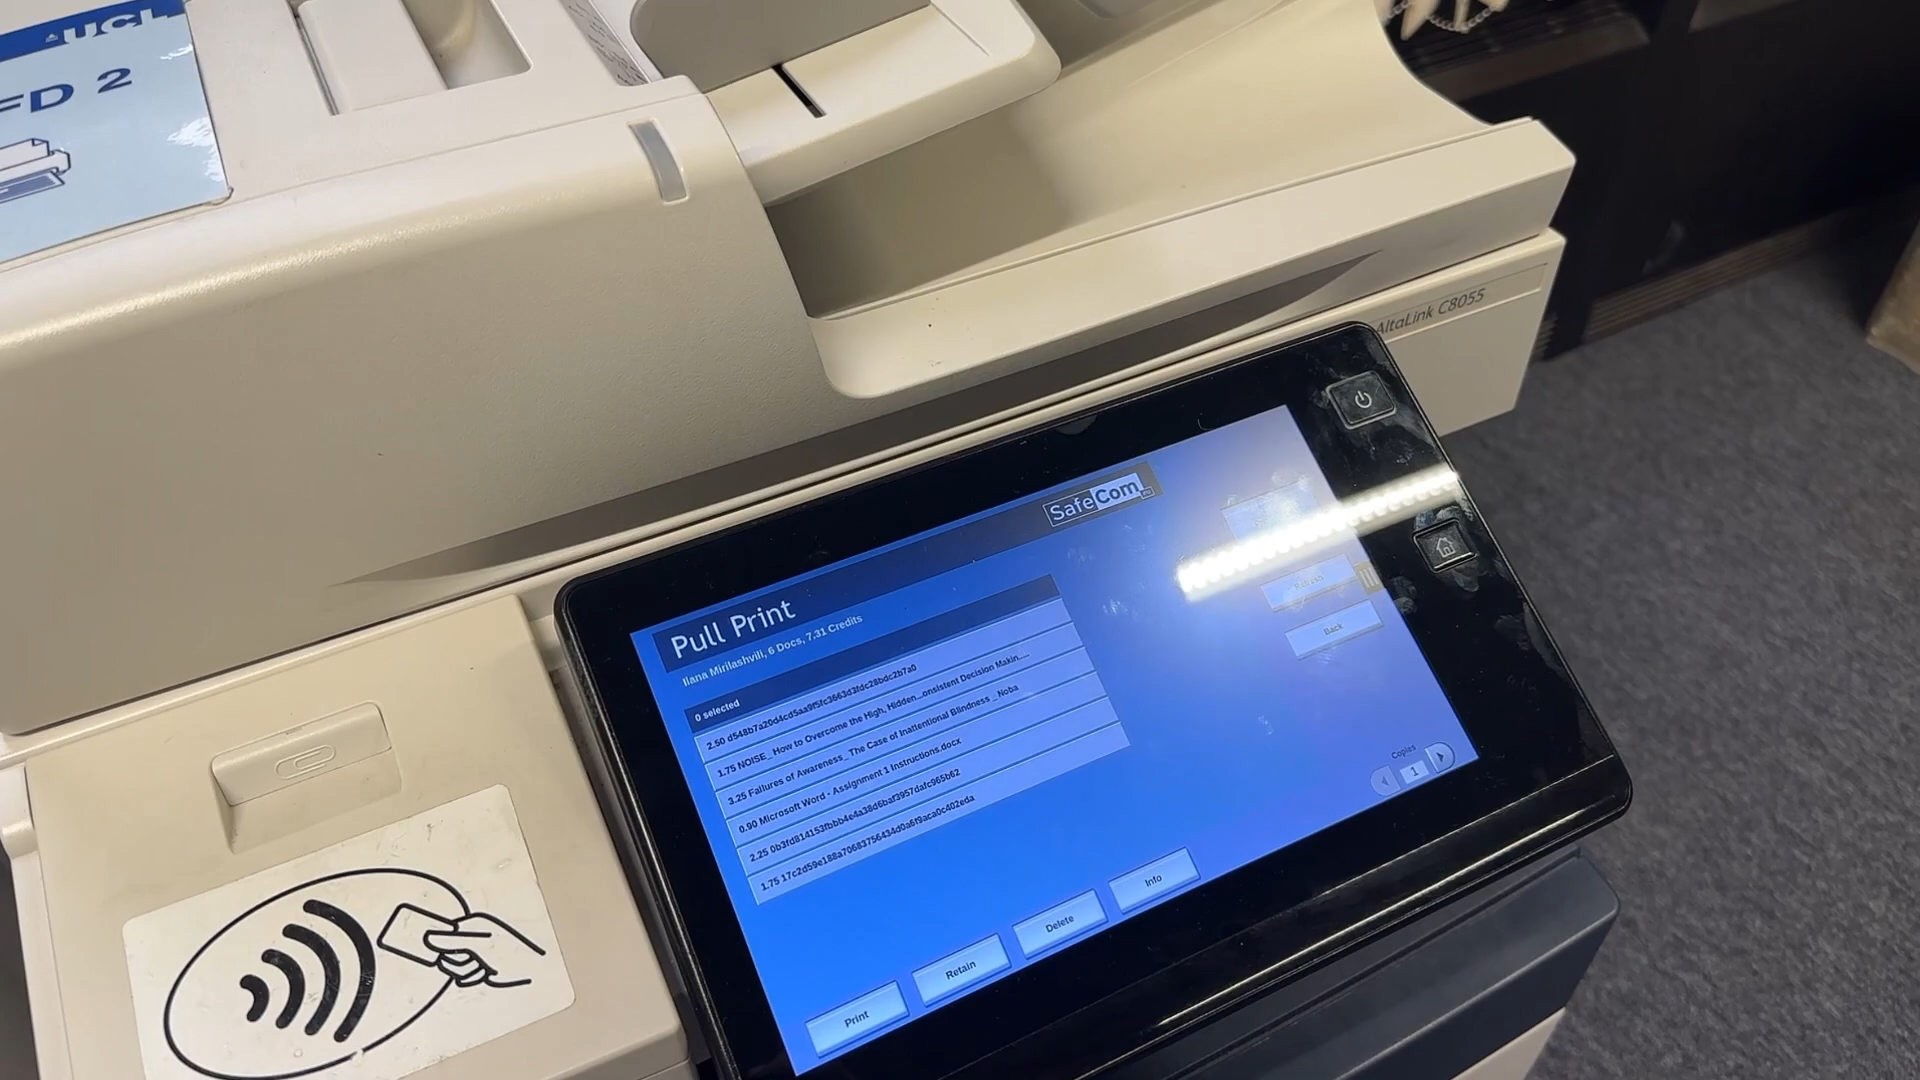 UCL
FD 2
AltaLink C8055
SafeCom
Pull Print
Ilana Mirilashvili, 6 Docs, 7,31 Credits
0 selected
2.50 d548b7a20d4cd5aa9f5fc3663d3fdc28bdc2b7a0
1.75 NOISE_ How to Overcome the High, Hidden...onsistent Decision Makin....
3.25 Failures of Awareness_ The Case of Inattentional Blindness _ Noba
0.90 Microsoft Word - Assignment 1 Instructions.docx
2.25 0b3fd814153fbbb4e4a38d6baf3957dafc965b62
1.75 17c2d59e188a70683756434d0a6f9aca0c402eda
Refresh
Back
Copies
1
Print
Retain
Delete
Info